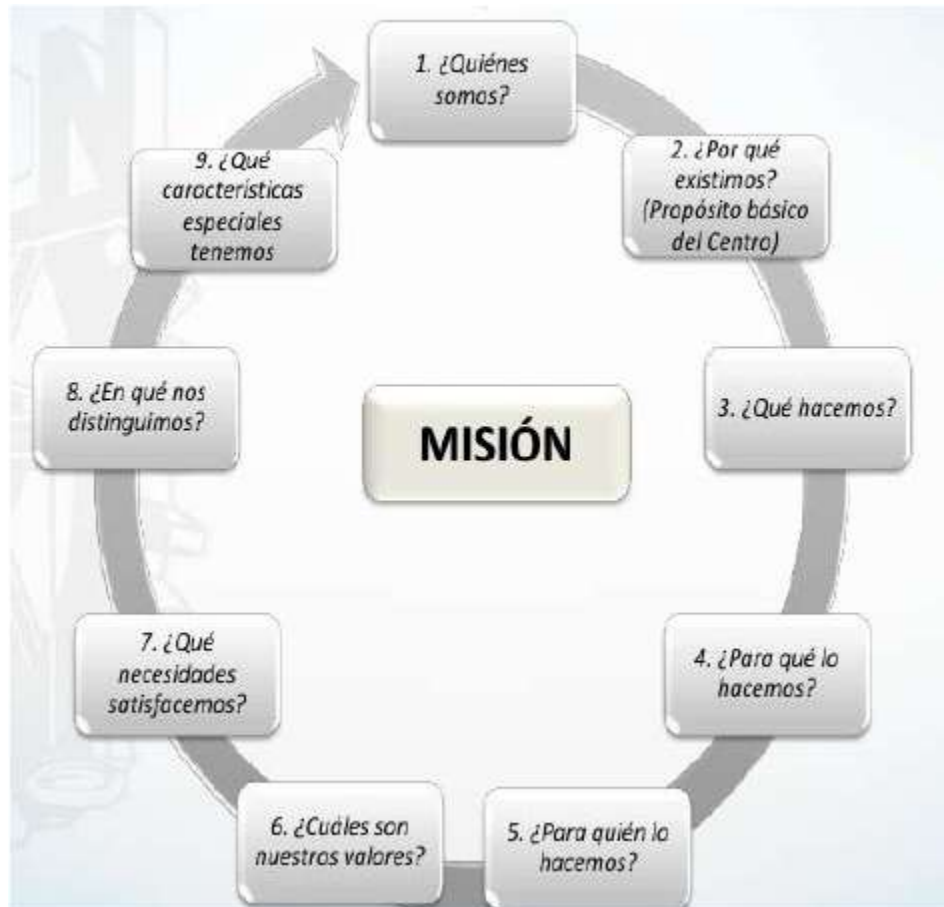 1. ¿Quiénes
somos?
2. ¿Por qué
existimos?
(Propósito básico
del Centro)
3. ¿Qué hacemos?
4. ¿Para qué lo
hacemos?
5. ¿Para quién lo
hacemos?
6. ¿Cuáles son
nuestros valores?
7. ¿Qué
necesidades
satisfacemos?
8. ¿En qué nos
distinguimos?
9. ¿Qué
características
especiales
tenemos
MISIÓN